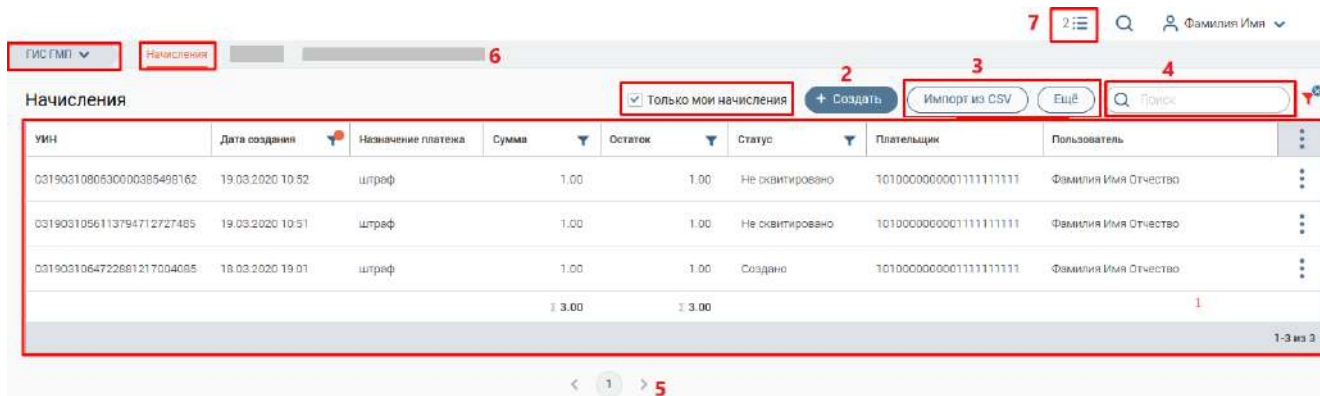 7 2 Фамилия Имя
ГИС ГМП Начисления 6
2 3 4
Начисления Только мои начисления + Создать Импорт из CSV Ещё Поиск
УИН Дата создания Назначение платежа Сумма Остаток Статус Плательщик Пользователь
0319031080530000385498162 19.03.2020 10:52 штраф 1.00 1.00 Не сквитировано 1010000000001111111111 Фамилия Имя Отчество
0319031056113794712727485 19.03.2020 10:51 штраф 1.00 1.00 Не сквитировано 1010000000001111111111 Фамилия Имя Отчество
0319031064722881217004085 18.03.2020 19:01 штраф 1.00 1.00 Создано 1010000000001111111111 Фамилия Имя Отчество
Σ 3.00 Σ 3.00 1
1-3 из 3
< 1 > 5